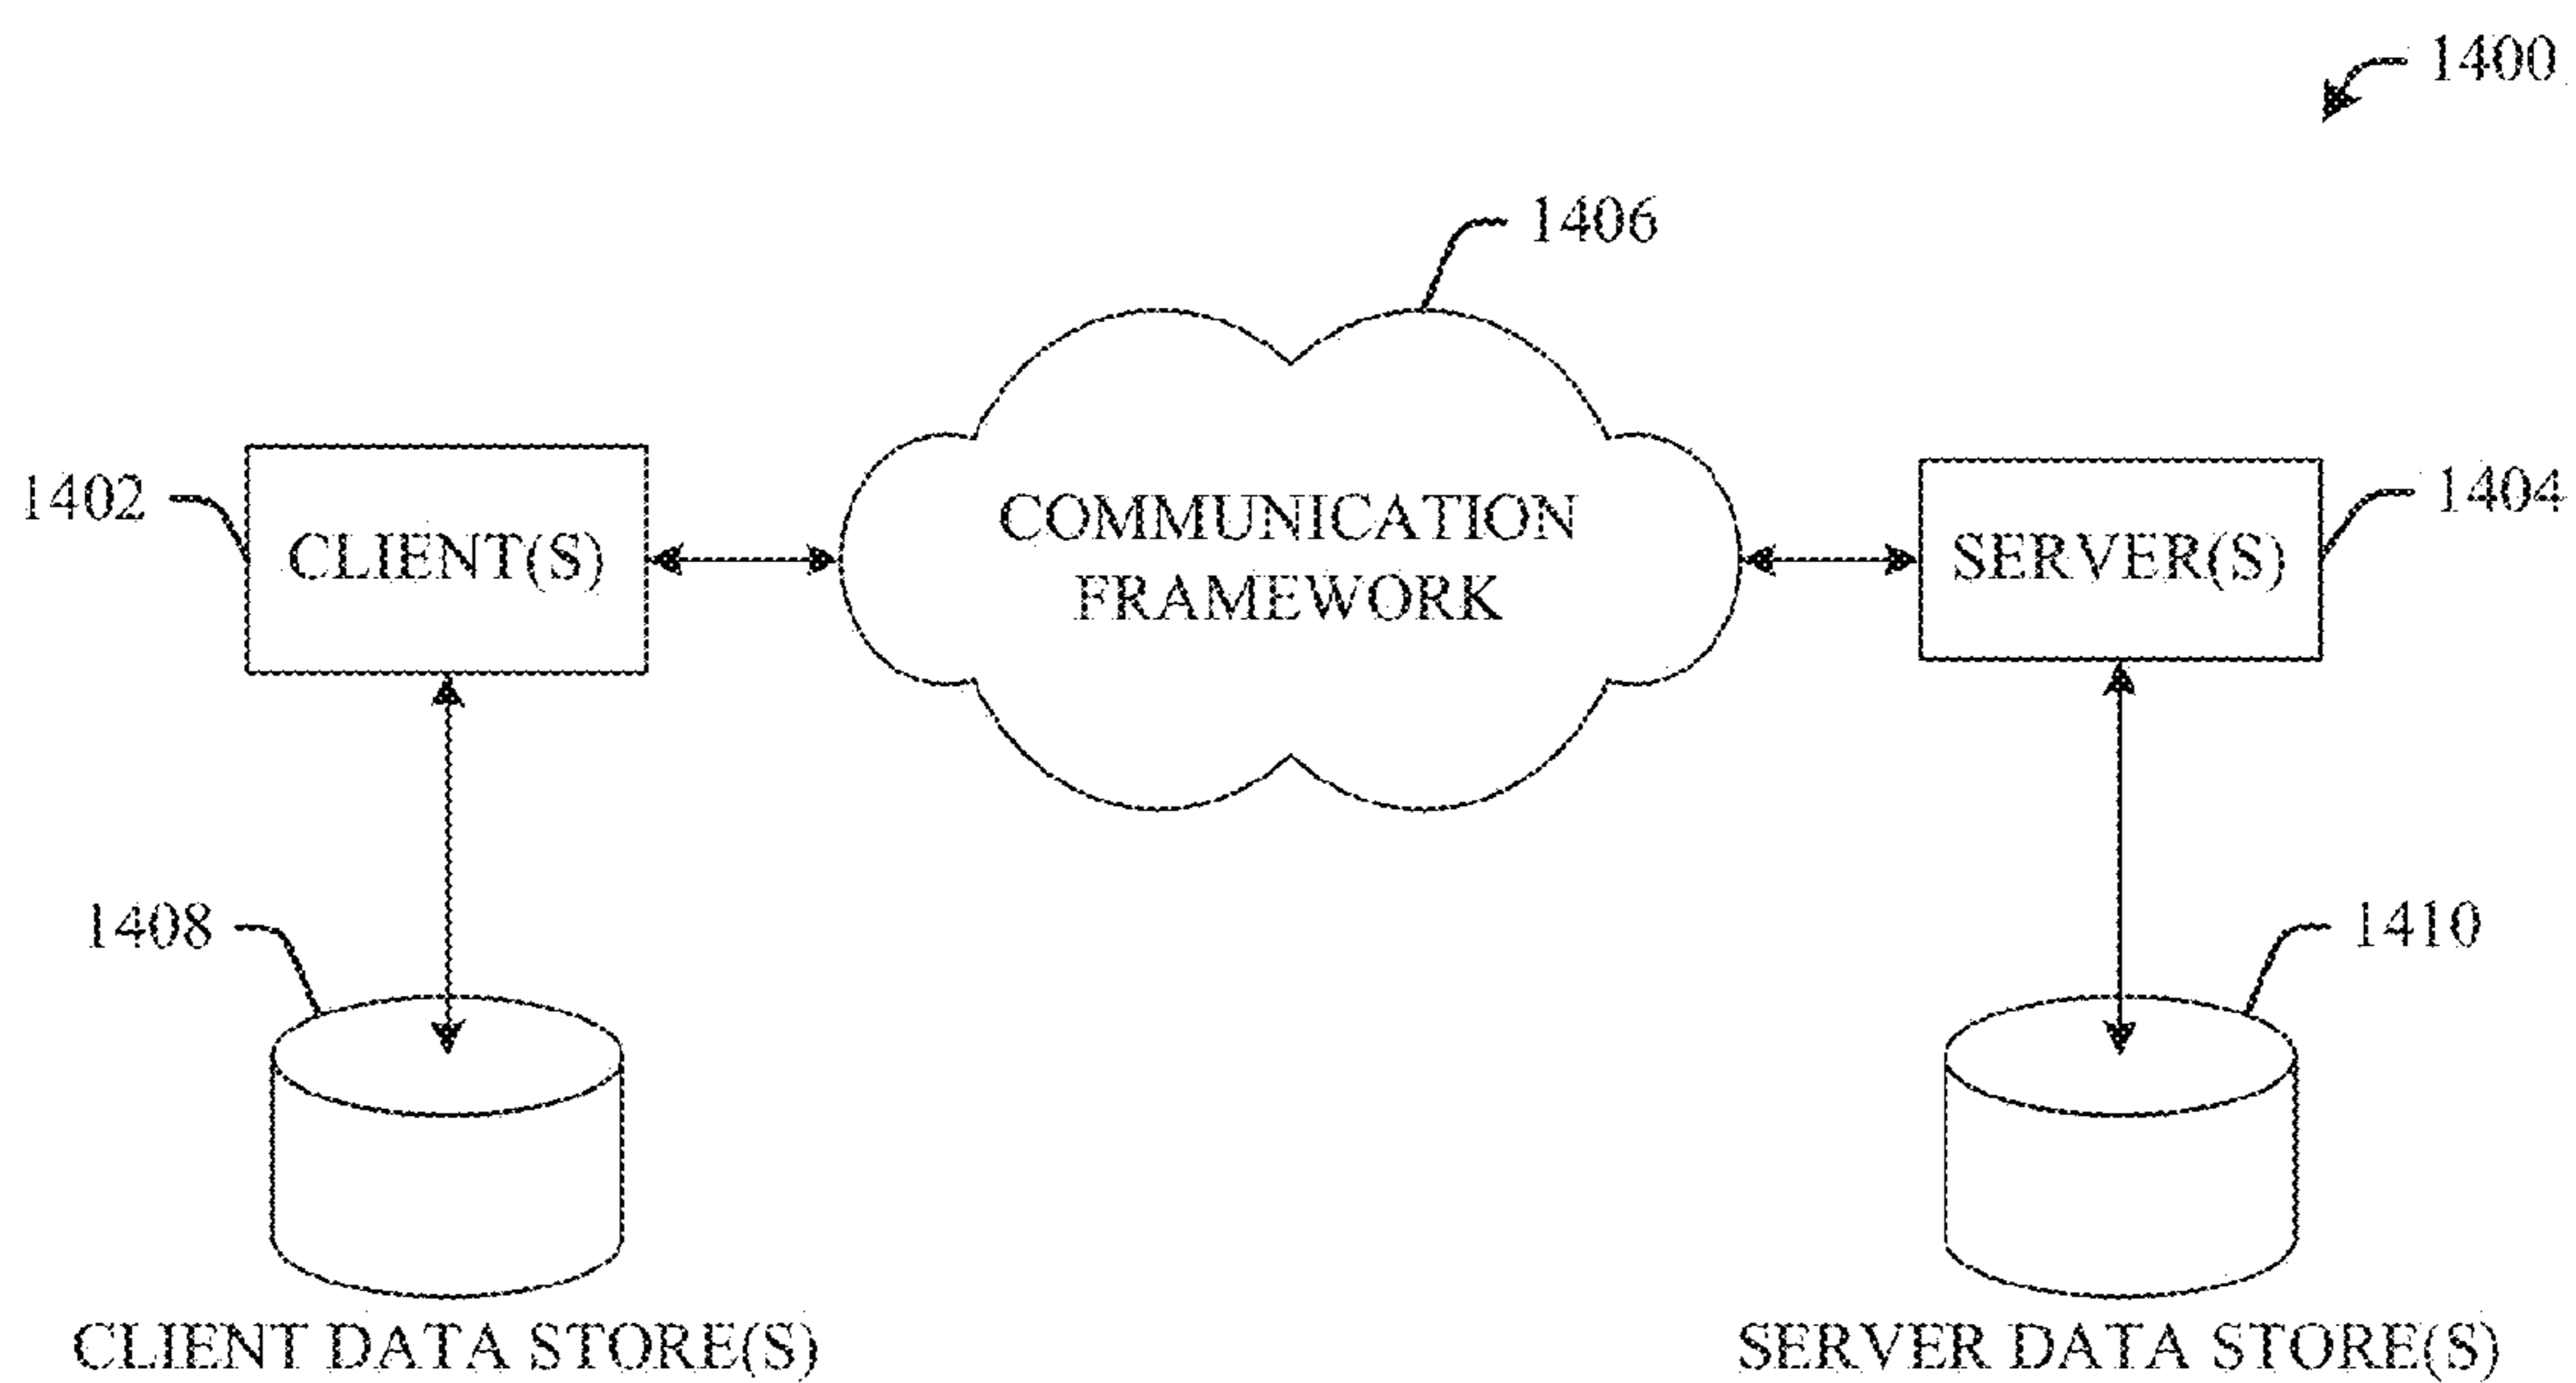 1400
1406
1402
CLIENT(S)
COMMUNICATION
FRAMEWORK
SERVER(S)
1404
1408
1410
CLIENT DATA STORE(S)
SERVER DATA STORE(S)